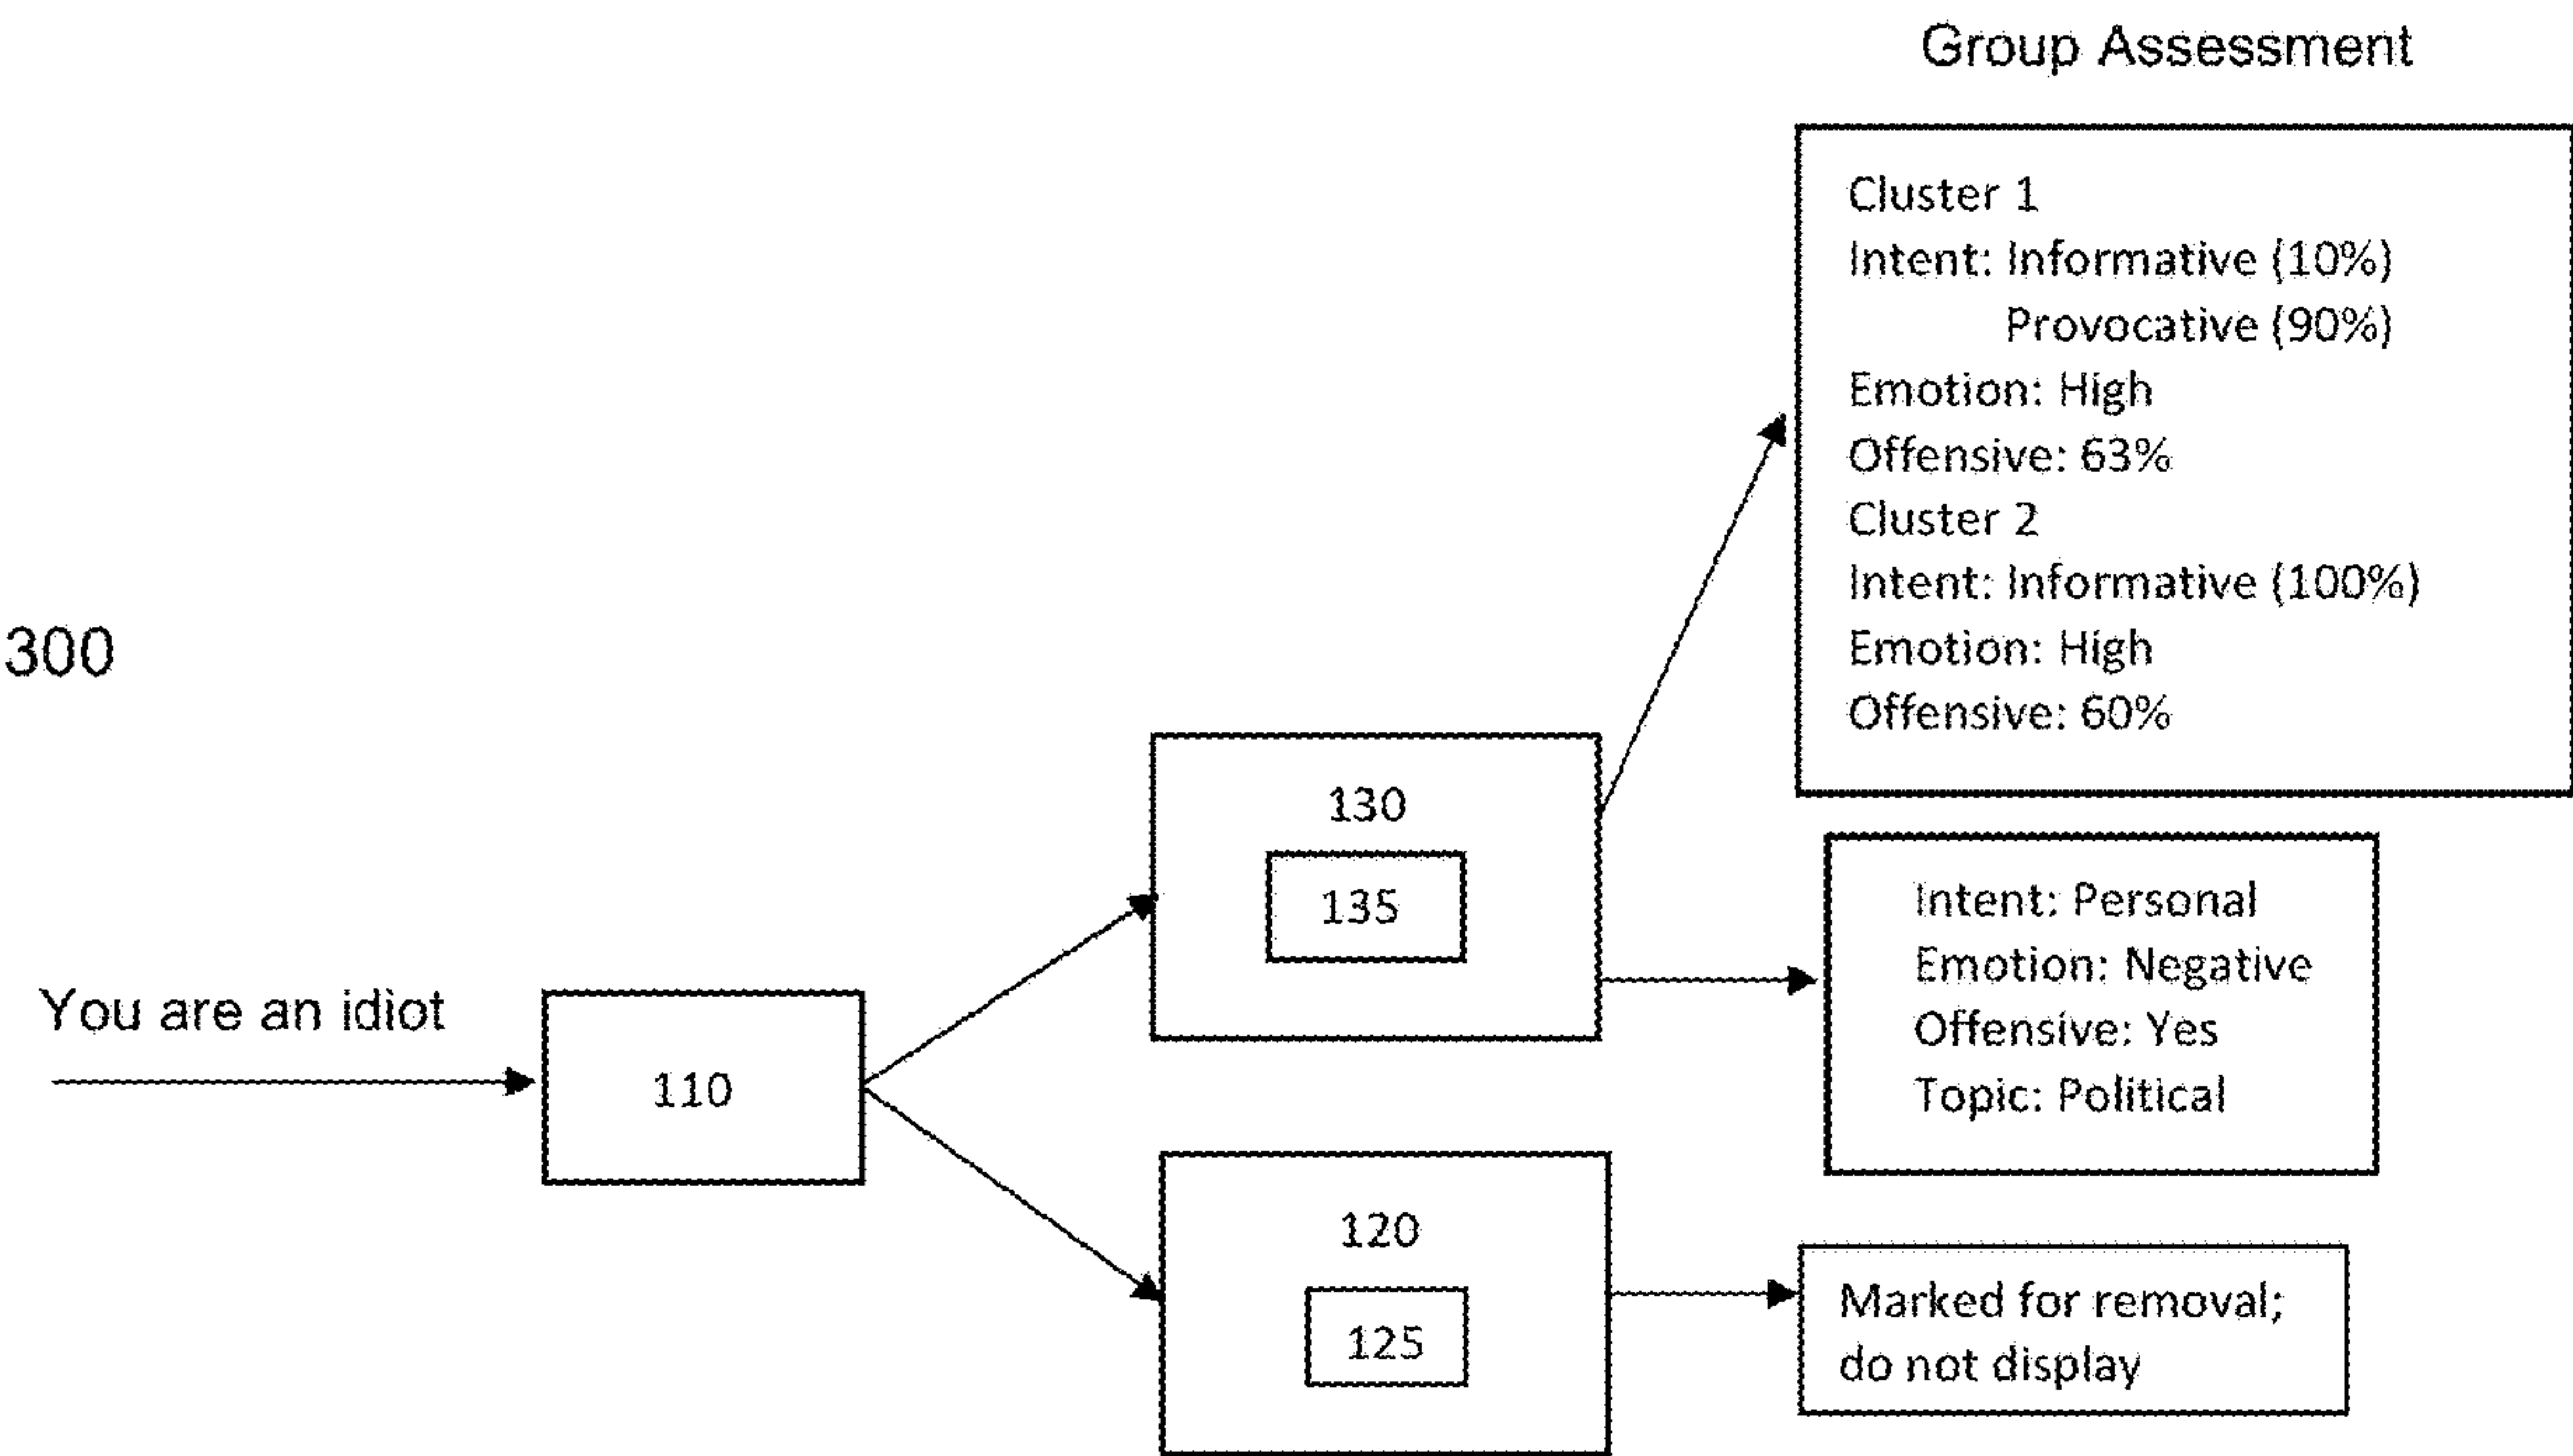 Group Assessment
Cluster 1
Intent: Informative (10%)
Provocative (90%)
Emotion: High
Offensive: 63%
Cluster 2
Intent: Informative (100%)
Emotion: High
Offensive: 60%
300
130
135
Intent: Personal
Emotion: Negative
Offensive: Yes
Topic: Political
You are an idiot
110
120
125
Marked for removal;
do not display